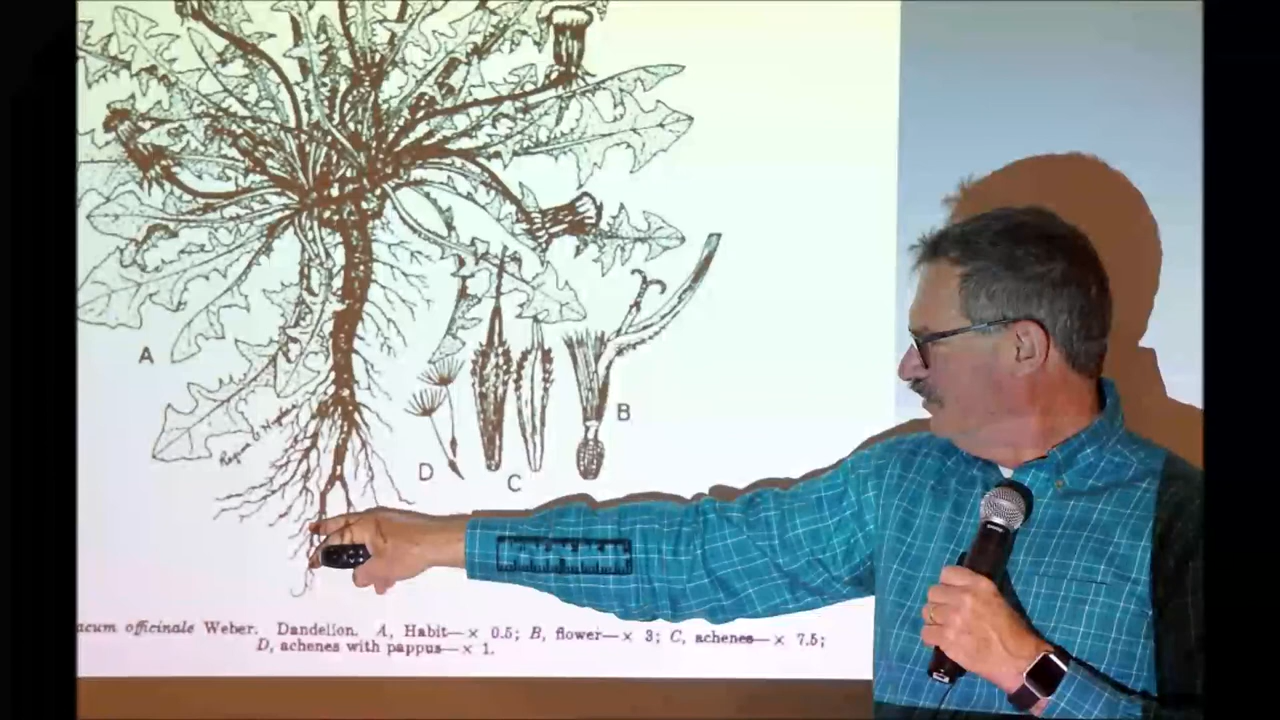 A
B
C
D
acum officinale Weber. Dandelion. A, Habit—× 0.5; B, flower—× 3; C, achenes—× 7.5;
D, achenes with pappus—× 1.